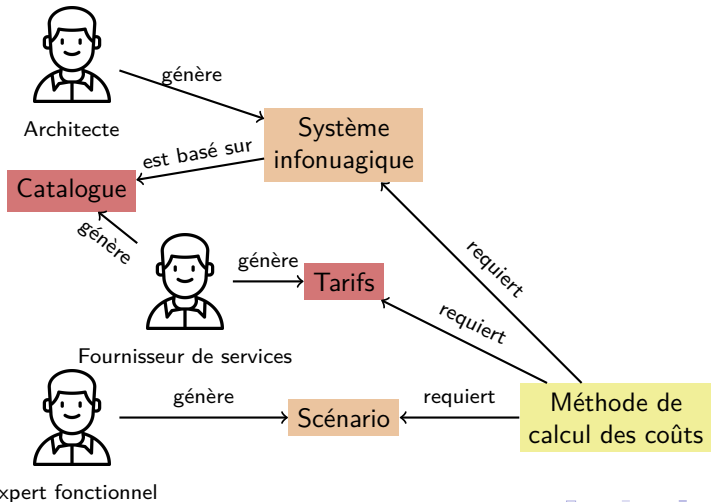 génère
Architecte
Système
infonuagique
est basé sur
Catalogue
génère
génère
Tarifs
requiert
requiert
Fournisseur de services
génère
Scénario
requiert
Méthode de
calcul des coûts
xpert fonctionnel